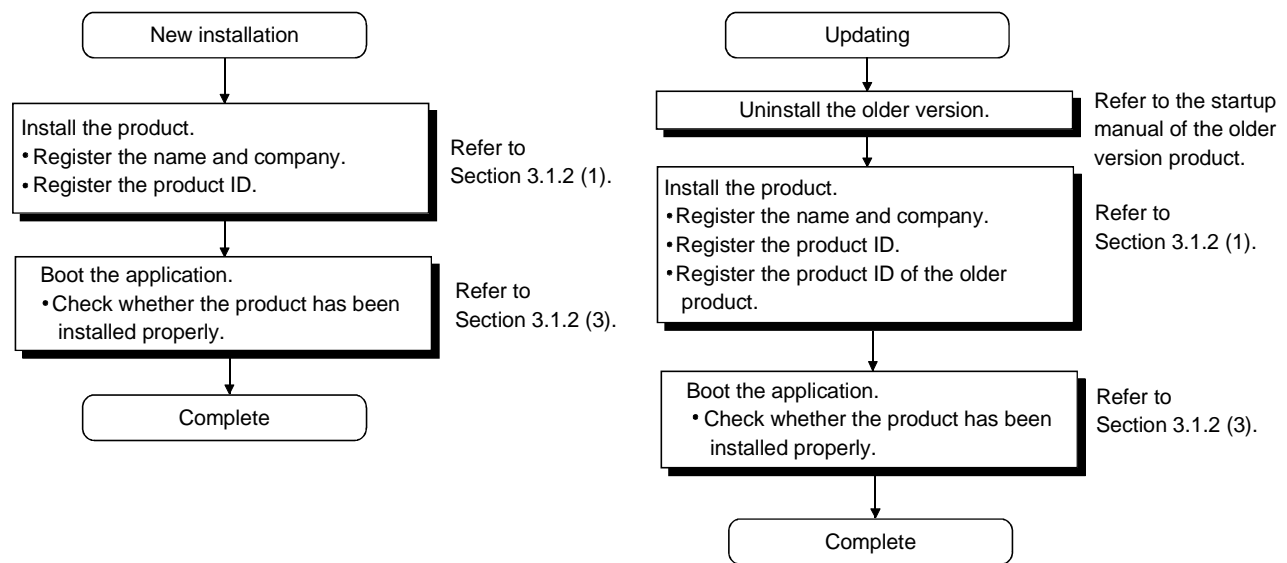 New installation
Install the product.
• Register the name and company.
• Register the product ID.
Refer to
Section 3.1.2 (1).
Boot the application.
• Check whether the product has been
installed properly.
Refer to
Section 3.1.2 (3).
Complete
Updating
Uninstall the older version.
Refer to the startup
manual of the older
version product.
Install the product.
• Register the name and company.
• Register the product ID.
• Register the product ID of the older
product.
Refer to
Section 3.1.2 (1).
Boot the application.
• Check whether the product has been
installed properly.
Refer to
Section 3.1.2 (3).
Complete